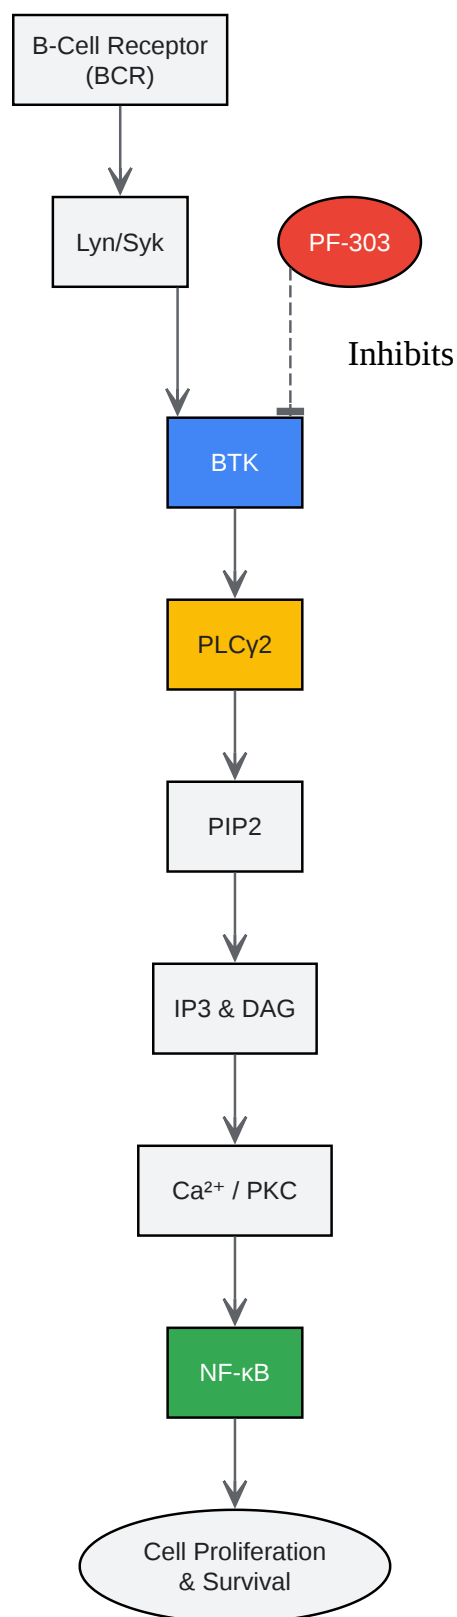 B-Cell Receptor
(BCR)
Lyn/Syk
PF-303
Inhibits
BTK
PLCγ2
PIP2
IP3 & DAG
Ca²⁺ / PKC
NF-κB
Cell Proliferation
& Survival